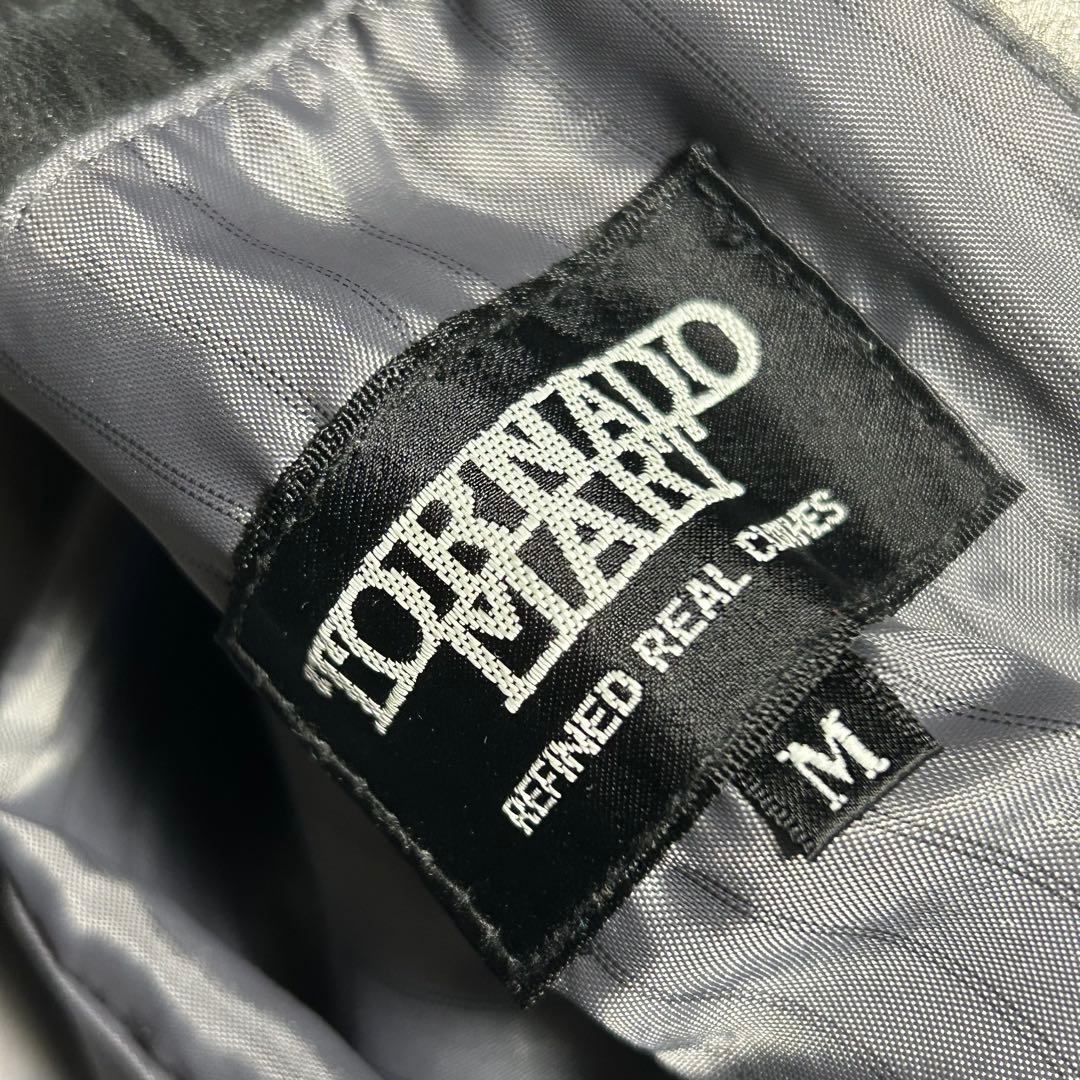 TORNADO
MART
REFINED REAL CLOTHES
M